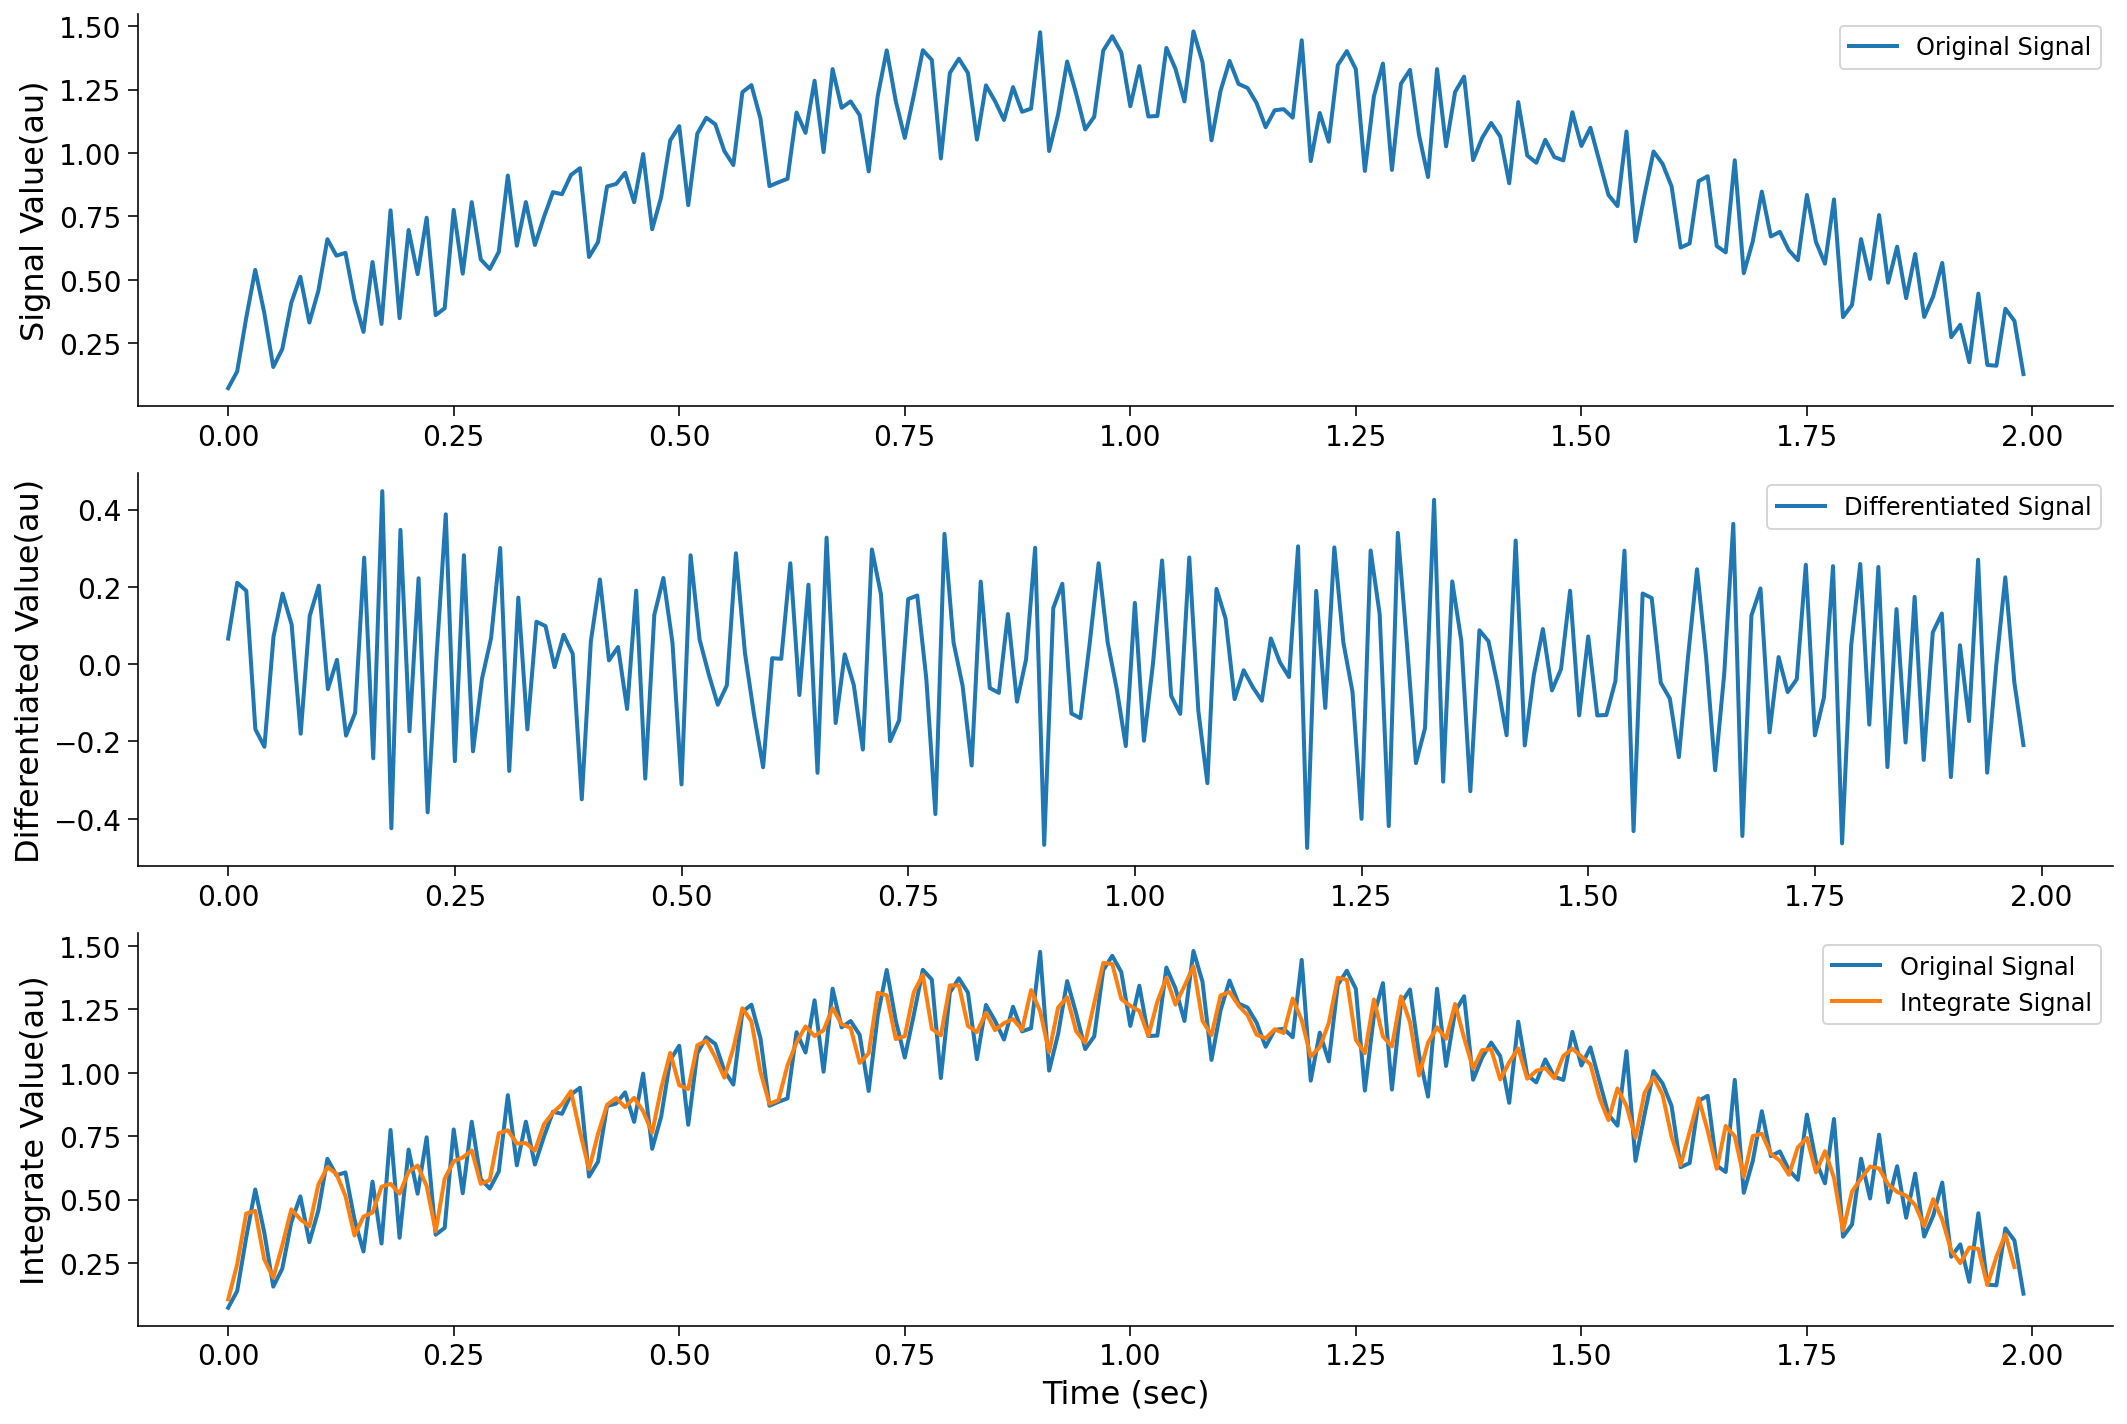 Signal Value(au)
1.50
1.25
1.00
0.75
0.50
0.25
Original Signal
0.00 0.25 0.50 0.75 1.00 1.25 1.50 1.75 2.00
Differentiated Value(au)
0.4
0.2
0.0
−0.2
−0.4
Differentiated Signal
0.00 0.25 0.50 0.75 1.00 1.25 1.50 1.75 2.00
Integrate Value(au)
1.50
1.25
1.00
0.75
0.50
0.25
Original Signal
Integrate Signal
0.00 0.25 0.50 0.75 1.00 1.25 1.50 1.75 2.00
Time (sec)